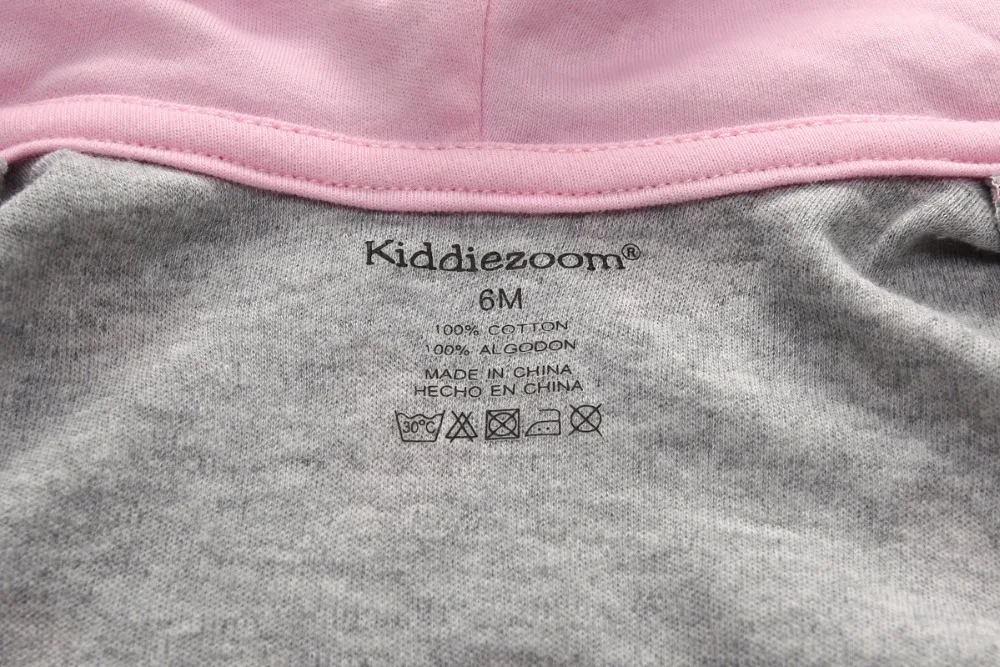 Kiddiezoom®
6M
100% COTTON
100% ALGODON
MADE IN CHINA
HECHO EN CHINA
30°C